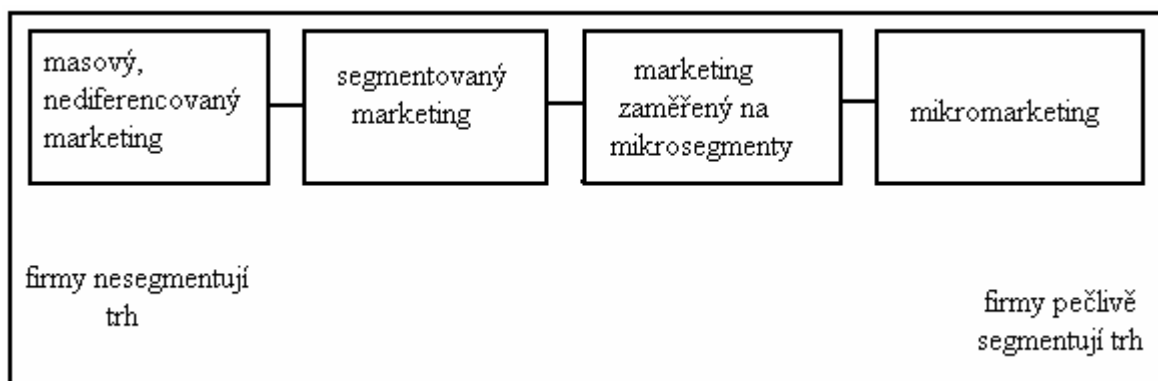 masový,
nediferencovaný
marketing
segmentovaný
marketing
marketing
zaměřený na
mikrosegmenty
mikromarketing
firmy nesegmentují
trh
firmy pečlivě
segmentují trh